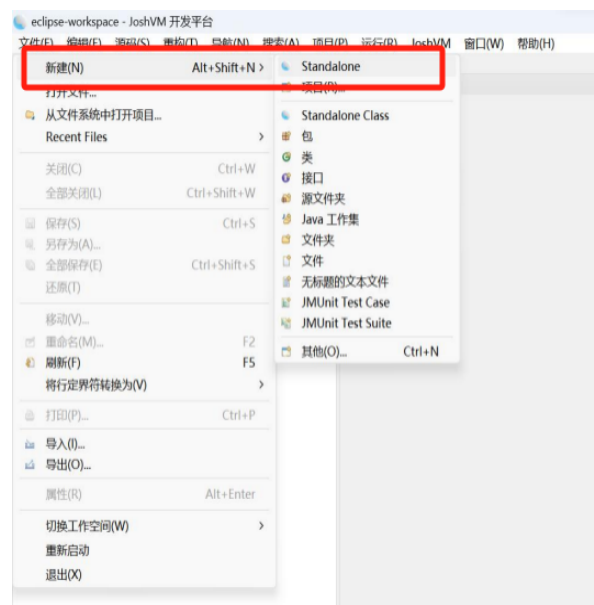 eclipse-workspace - JoshVM 开发平台
文件(F) 编辑(E) 源码(S) 重构(T) 导航(N) 搜索(A) 项目(P) 运行(R) JoshVM 窗口(W) 帮助(H)
新建(N) Alt+Shift+N >
打开文件...
从文件系统中打开项目...
Recent Files >
关闭(C) Ctrl+W
全部关闭(L) Ctrl+Shift+W
保存(S) Ctrl+S
另存为(A)...
全部保存(E) Ctrl+Shift+S
还原(T)
移动(V)...
重命名(M)... F2
刷新(F) F5
将行定界符转换为(V) >
打印(P)... Ctrl+P
导入(I)...
导出(O)...
属性(R) Alt+Enter
切换工作空间(W) >
重新启动
退出(X)
Standalone
项目(R)...
Standalone Class
包
类
接口
源文件夹
Java 工作集
文件夹
文件
无标题的文本文件
JMUnit Test Case
JMUnit Test Suite
其他(O)... Ctrl+N